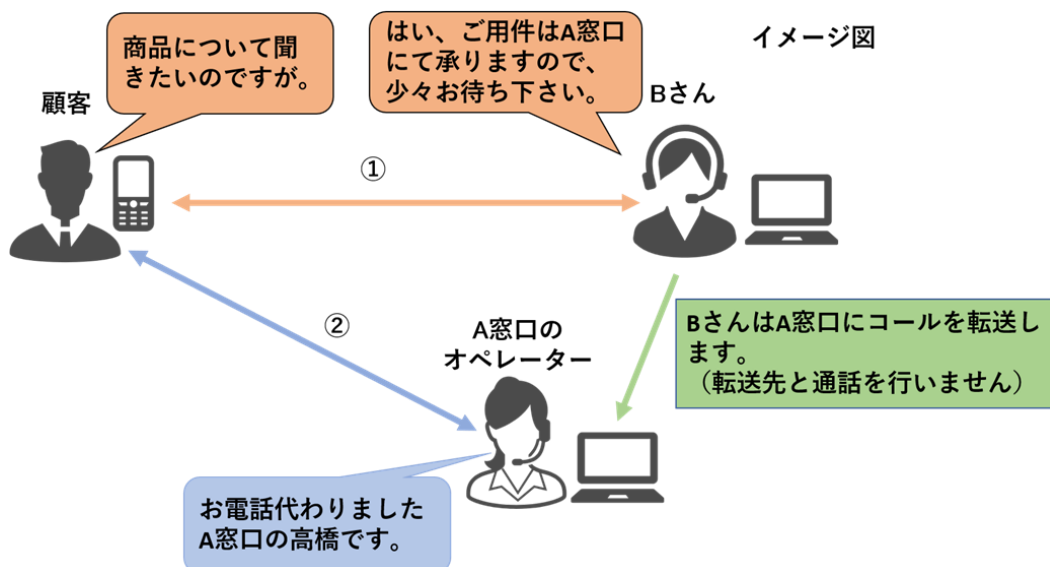 イメージ図
商品について聞
きたいのですが。
はい、ご用件はA窓口
にて承りますので、
少々お待ち下さい。
顧客
Bさん
①
②
A窓口の
オペレーター
BさんはA窓口にコールを転送し
ます。
（転送先と通話を行いません）
お電話代わりました
A窓口の高橋です。